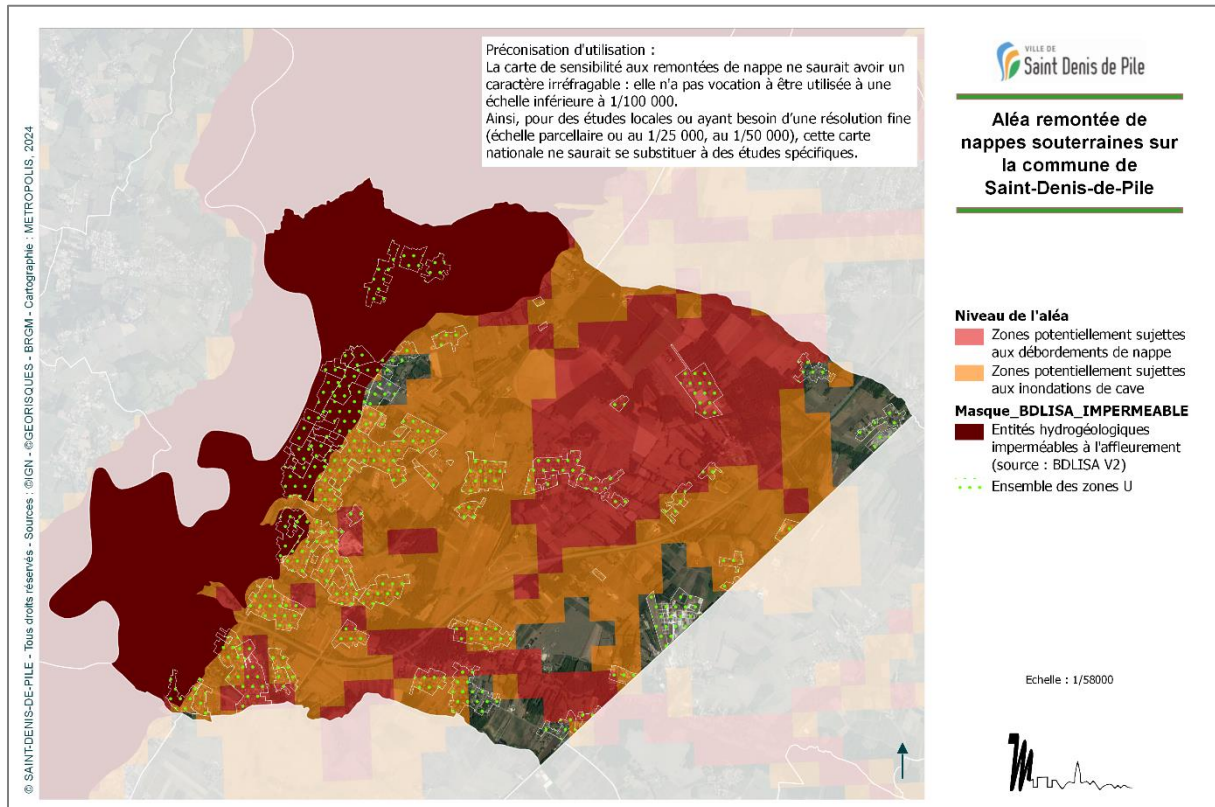 Préconisation d'utilisation :
La carte de sensibilité aux remontées de nappe ne saurait avoir un
caractère irréfragable : elle n'a pas vocation à être utilisée à une
échelle inférieure à 1/100 000.
Ainsi, pour des études locales ou ayant besoin d'une résolution fine
(échelle parcellaire ou au 1/25 000, au 1/50 000), cette carte
nationale ne saurait se substituer à des études spécifiques.
VILLE DE
Saint Denis de Pile
Aléa remontée de
nappes souterraines sur
la commune de
Saint-Denis-de-Pile
Niveau de l'aléa
Zones potentiellement sujettes
aux débordements de nappe
Zones potentiellement sujettes
aux inondations de cave
Masque_BDLISA_IMPERMEABLE
Entités hydrogéologiques
imperméables à l'affleurement
(source : BDLISA V2)
Ensemble des zones U
Echelle : 1/58000
© SAINT-DENIS-DE-PILE - Tous droits réservés - Sources : ©IGN - ©GEORISQUES - BRGM - Cartographie : METROPOLIS, 2024